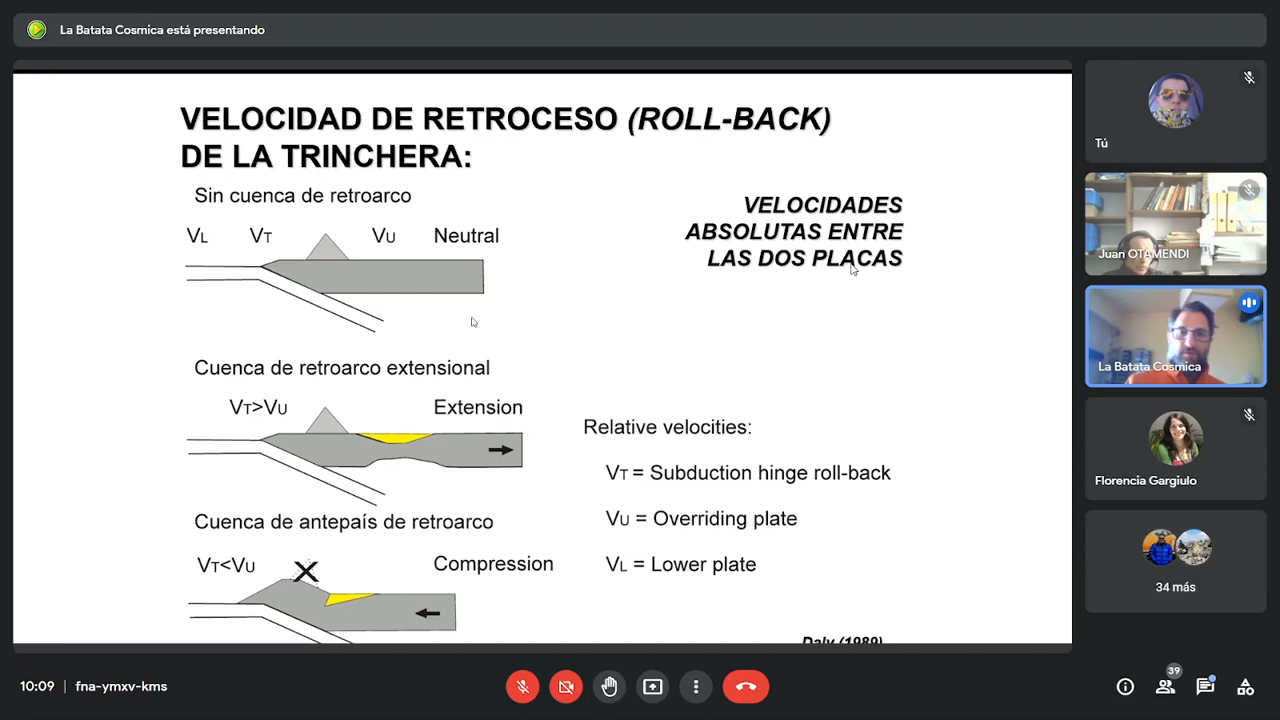 La Batata Cosmica está presentando
VELOCIDAD DE RETROCESO (ROLL-BACK)
DE LA TRINCHERA:
Sin cuenca de retroarco
VL VT VU Neutral
VELOCIDADES
ABSOLUTAS ENTRE
LAS DOS PLACAS
Cuenca de retroarco extensional
VT>VU Extension
Relative velocities:
VT = Subduction hinge roll-back
VU = Overriding plate
VL = Lower plate
Cuenca de antepaís de retroarco
VT<VU X Compression
Daly (1989)
Tú
Juan OTAMENDI
La Batata Cosmica
Florencia Gargiulo
34 más
10:09 | fna-ymxv-kms
39